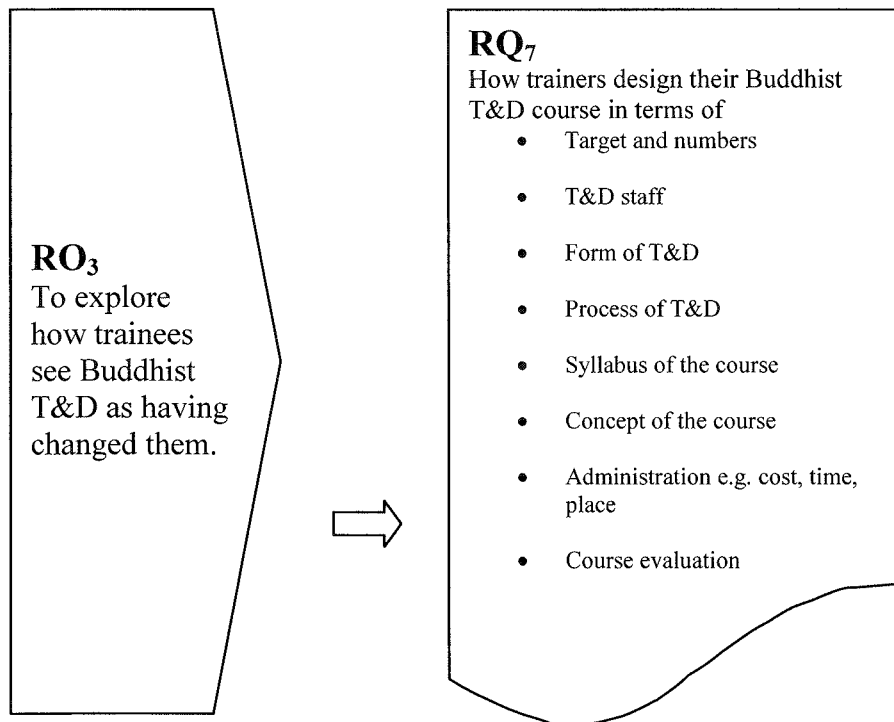 RO₃
To explore
how trainees
see Buddhist
T&D as having
changed them.
RQ₇
How trainers design their Buddhist
T&D course in terms of
• Target and numbers
• T&D staff
• Form of T&D
• Process of T&D
• Syllabus of the course
• Concept of the course
• Administration e.g. cost, time,
place
• Course evaluation